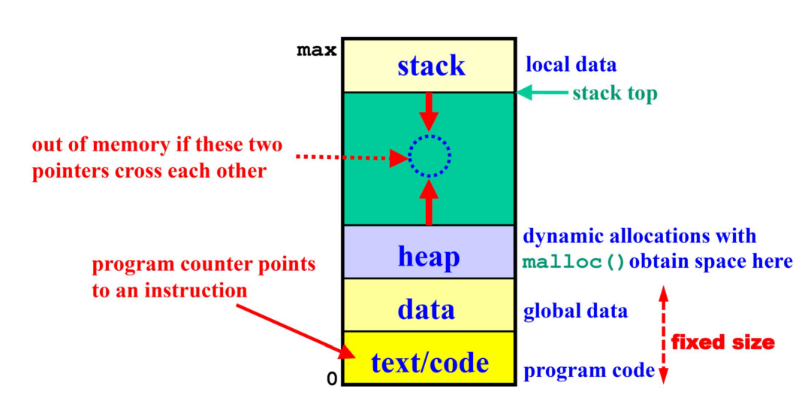 max
stack
local data
stack top
out of memory if these two
pointers cross each other
dynamic allocations with
malloc() obtain space here
heap
program counter points
to an instruction
data
global data
fixed size
text/code
program code
0